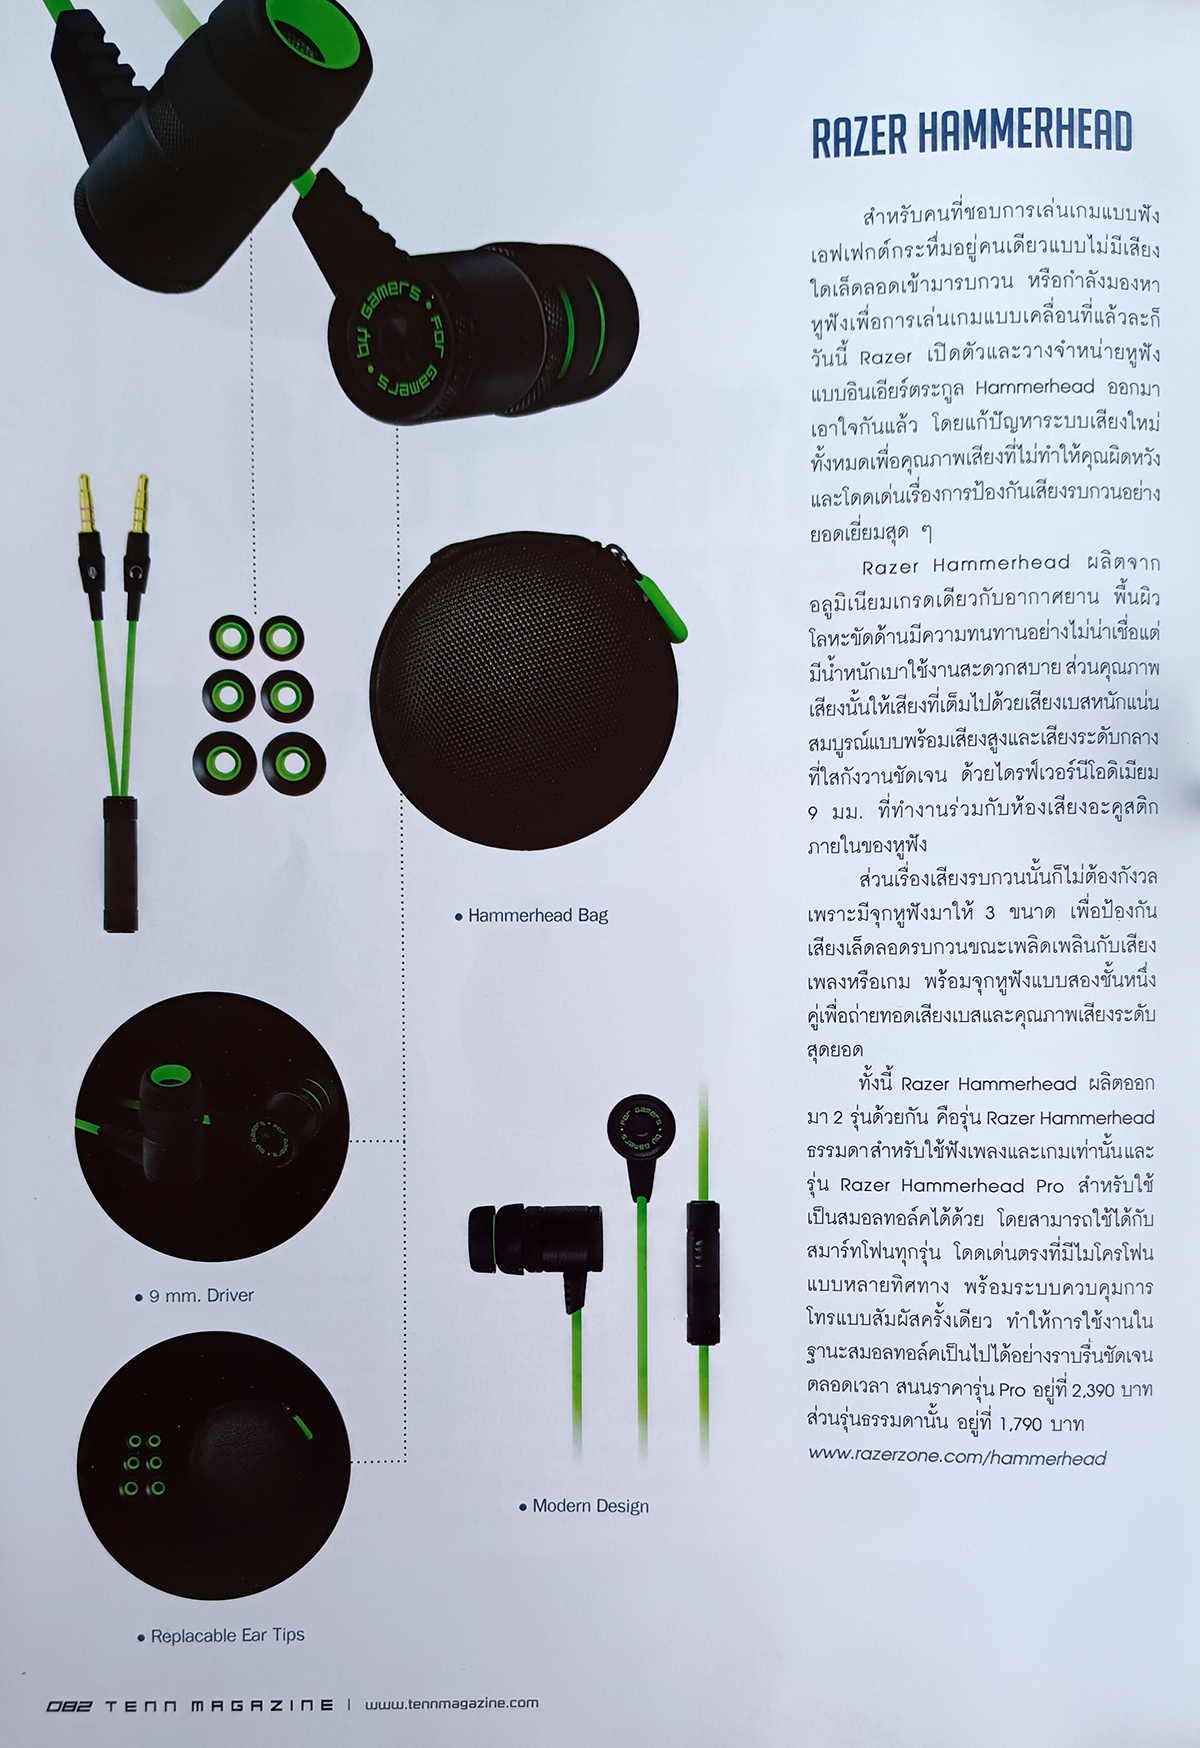 RAZER HAMMERHEAD
สำหรับคนที่ชอบการเล่นเกมแบบฟัง
เอฟเฟกต์กระหึ่มอยู่คนเดียวแบบไม่มีเสียง
ใดเล็ดลอดเข้ามารบกวน หรือกำลังมองหา
หูฟังเพื่อการเล่นเกมแบบเคลื่อนที่แล้วละก็
วันนี้ Razer เปิดตัวและวางจำหน่ายหูฟัง
แบบอินเอียร์ตระกูล Hammerhead ออกมา
เอาใจกันแล้ว โดยแก้ปัญหาระบบเสียงใหม่
ทั้งหมดเพื่อคุณภาพเสียงที่ไม่ทำให้คุณผิดหวัง
และโดดเด่นเรื่องการป้องกันเสียงรบกวนอย่าง
ยอดเยี่ยมสุด ๆ
Razer Hammerhead ผลิตจาก
อลูมิเนียมเกรดเดียวกับอากาศยาน พื้นผิว
โลหะขัดด้านมีความทนทานอย่างไม่น่าเชื่อแต่
มีน้ำหนักเบาใช้งานสะดวกสบาย ส่วนคุณภาพ
เสียงนั้นให้เสียงที่เต็มไปด้วยเสียงเบสหนักแน่น
สมบูรณ์แบบพร้อมเสียงสูงและเสียงระดับกลาง
ที่ใสกังวานชัดเจน ด้วยไดรฟ์เวอร์นีโอดิเมียม
9 มม. ที่ทำงานร่วมกับห้องเสียงอะคูสติก
ภายในของหูฟัง
ส่วนเรื่องเสียงรบกวนนั้นก็ไม่ต้องกังวล
เพราะมีจุกหูฟังมาให้ 3 ขนาด เพื่อป้องกัน
เสียงเล็ดลอดรบกวนขณะเพลิดเพลินกับเสียง
เพลงหรือเกม พร้อมจุกหูฟังแบบสองชั้นหนึ่ง
คู่เพื่อถ่ายทอดเสียงเบสและคุณภาพเสียงระดับ
สุดยอด
ทั้งนี้ Razer Hammerhead ผลิตออก
มา 2 รุ่นด้วยกัน คือรุ่น Razer Hammerhead
ธรรมดาสำหรับใช้ฟังเพลงและเกมเท่านั้นและ
รุ่น Razer Hammerhead Pro สำหรับใช้
เป็นสมอลทอล์คได้ด้วย โดยสามารถใช้ได้กับ
สมาร์ทโฟนทุกรุ่น โดดเด่นตรงที่มีไมโครโฟน
แบบหลายทิศทาง พร้อมระบบควบคุมการ
โทรแบบสัมผัสครั้งเดียว ทำให้การใช้งานใน
ฐานะสมอลทอล์คเป็นไปได้อย่างราบรื่นชัดเจน
ตลอดเวลา สนนราคารุ่น Pro อยู่ที่ 2,390 บาท
ส่วนรุ่นธรรมดานั้น อยู่ที่ 1,790 บาท
www.razerzone.com/hammerhead
For Gamers • by Gamers •
• Hammerhead Bag
• 9 mm. Driver
For Gamers • by Gamers •
• Modern Design
• Replacable Ear Tips
082 TENN MAGAZINE | www.tennmagazine.com